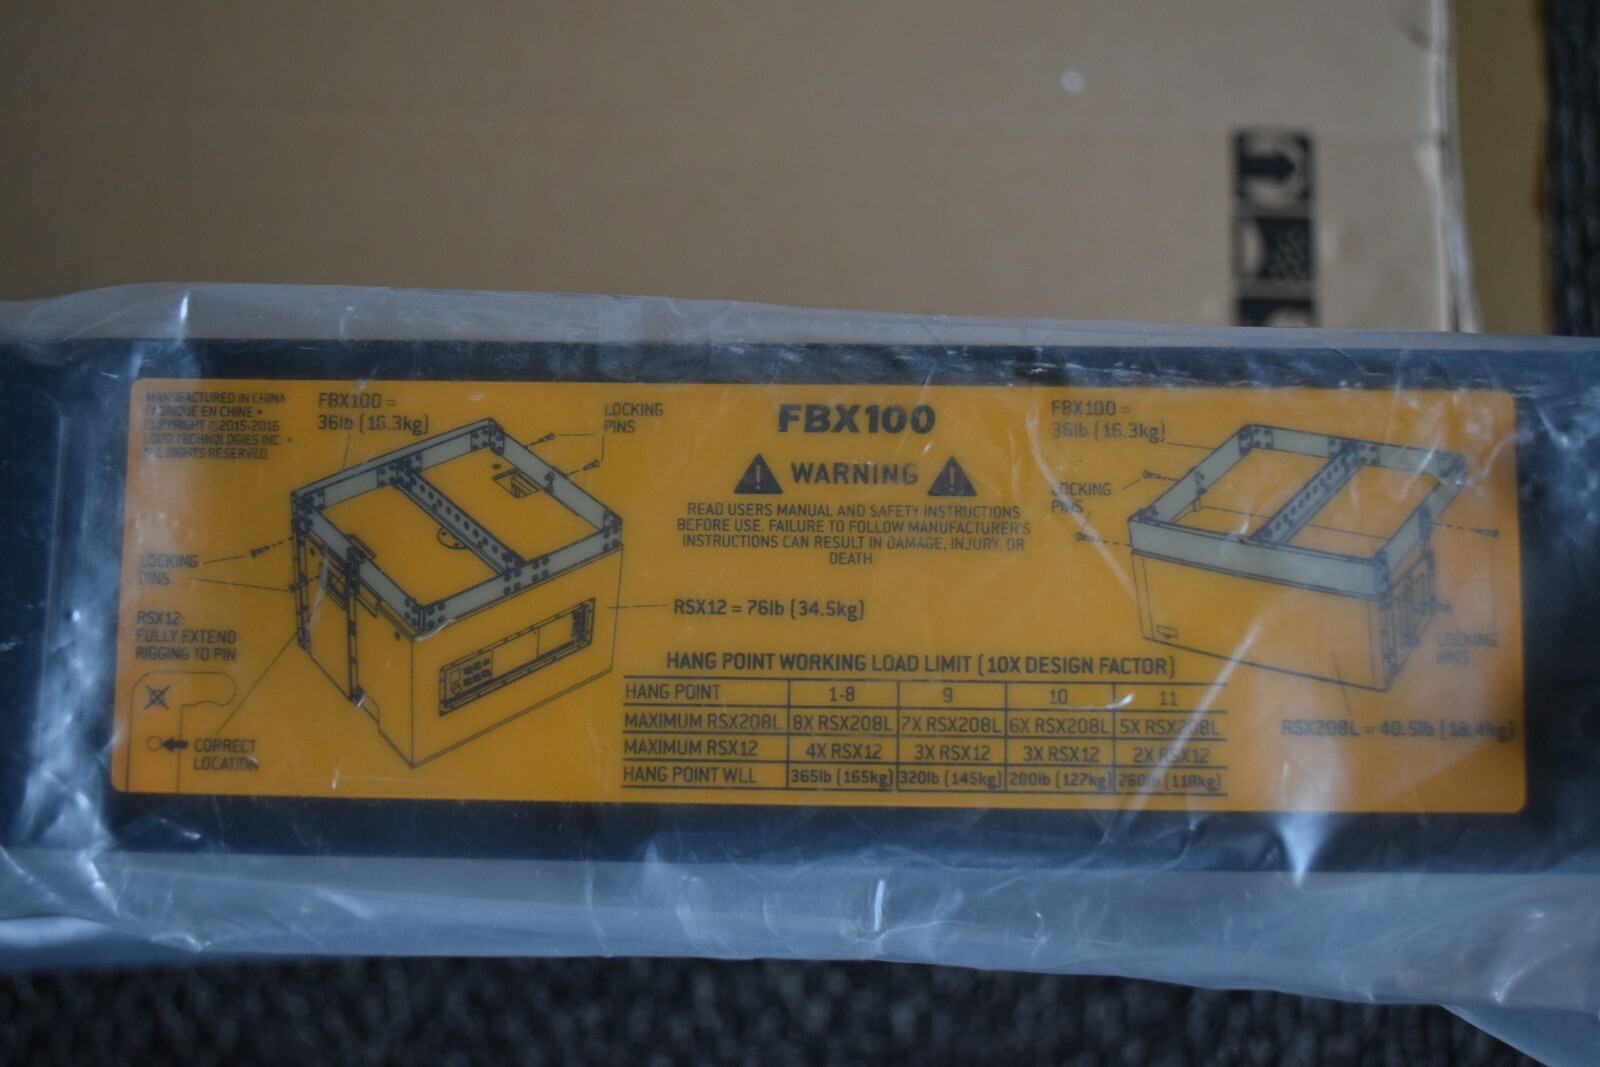 MANUFACTURED IN CHINA
FABRIQUE EN CHINE •
COPYRIGHT ©2015-2016
LOUD TECHNOLOGIES INC. •
ALL RIGHTS RESERVED.
FBX100 =
36lb (16.3kg)
LOCKING
PINS
LOCKING
PINS
RSX12:
FULLY EXTEND
RIGGING TO PIN
CORRECT
LOCATION
FBX100
WARNING
READ USERS MANUAL AND SAFETY INSTRUCTIONS
BEFORE USE. FAILURE TO FOLLOW MANUFACTURER'S
INSTRUCTIONS CAN RESULT IN DAMAGE, INJURY, OR
DEATH.
RSX12 = 76lb (34.5kg)
FBX100 =
36lb (16.3kg)
LOCKING
PINS
LOCKING
PINS
RSX208L = 40.5lb (18.4kg)
HANG POINT WORKING LOAD LIMIT (10X DESIGN FACTOR)
HANG POINT 1-8 9 10 11
MAXIMUM RSX208L 8X RSX208L 7X RSX208L 6X RSX208L 5X RSX208L
MAXIMUM RSX12 4X RSX12 3X RSX12 3X RSX12 2X RSX12
HANG POINT WLL 365lb (165kg) 320lb (145kg) 280lb (127kg) 260lb (118kg)